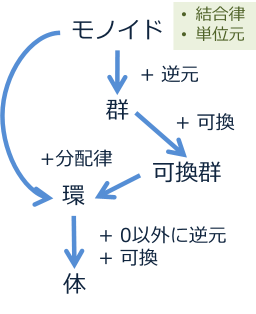 モノイド
• 結合律
• 単位元
+ 逆元
群
+ 可換
+分配律
可換群
環
+ 0以外に逆元
+ 可換
体